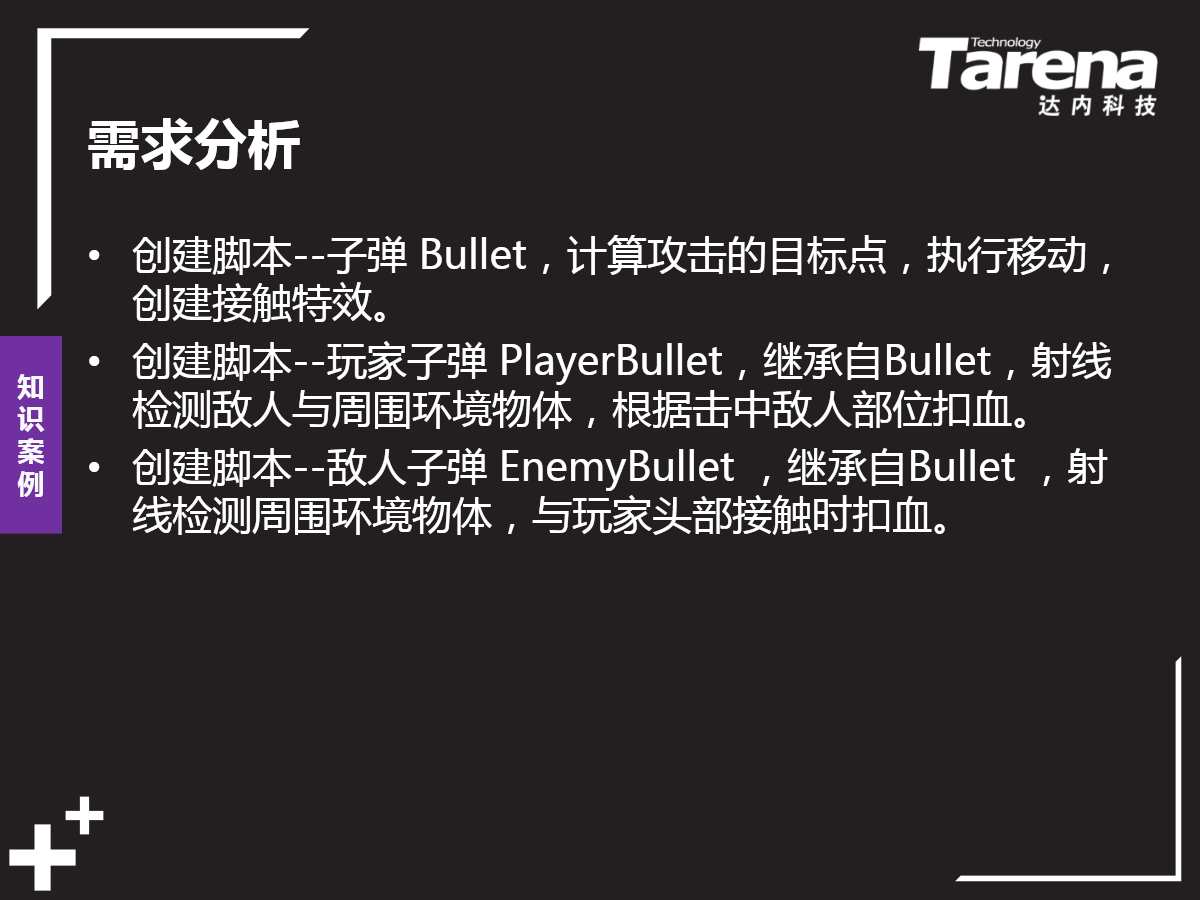 Technology
Tarena
达内科技
需求分析
• 创建脚本--子弹 Bullet，计算攻击的目标点，执行移动，
创建接触特效。
• 创建脚本--玩家子弹 PlayerBullet，继承自Bullet，射线
检测敌人与周围环境物体，根据击中敌人部位扣血。
• 创建脚本--敌人子弹 EnemyBullet ，继承自Bullet ，射
线检测周围环境物体，与玩家头部接触时扣血。
知
识
案
例